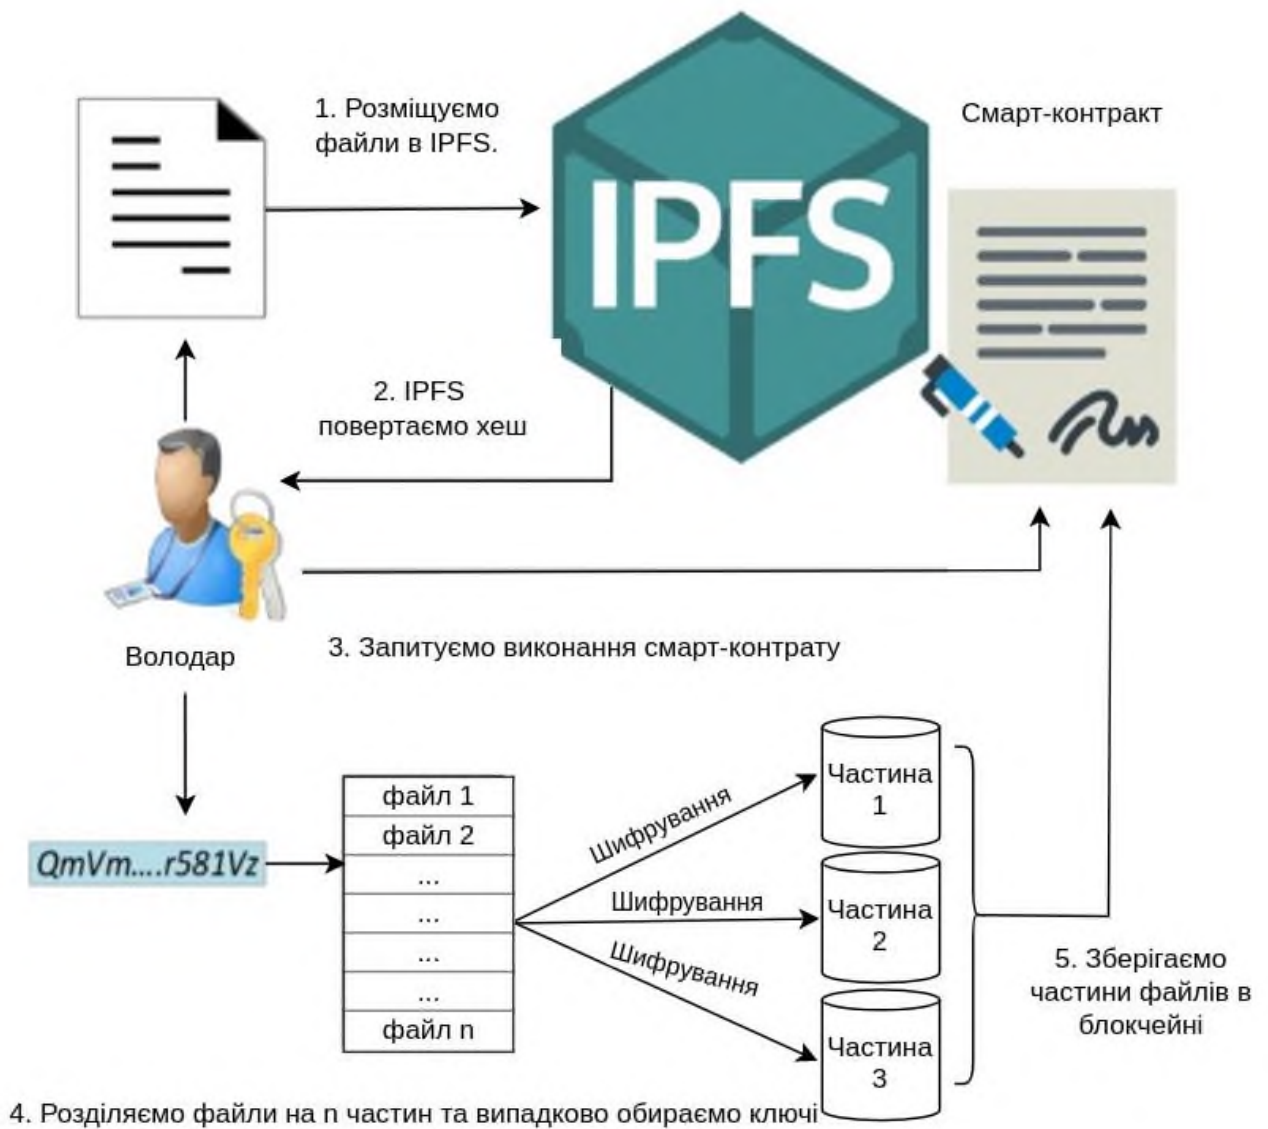 1. Розміщуємо
файли в IPFS.
IPFS
Смарт-контракт
2. IPFS
повертаємо хеш
Володар
3. Запитуємо виконання смарт-контрату
QmVm....r581Vz
файл 1
файл 2
...
...
...
...
файл n
Шифрування
Шифрування
Шифрування
Частина
1
Частина
2
Частина
3
5. Зберігаємо
частини файлів в
блокчейні
4. Розділяємо файли на n частин та випадково обираємо ключі